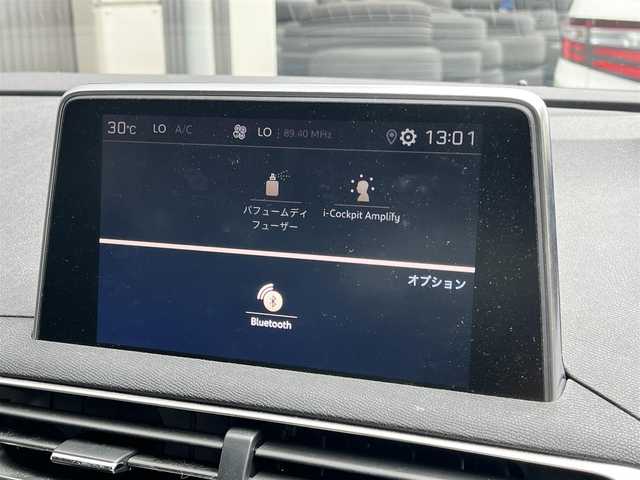 30℃ LO A/C LO 89.40 MHz 13:01
パフュームディ
フューザー
i-Cockpit Amplify
オプション
Bluetooth